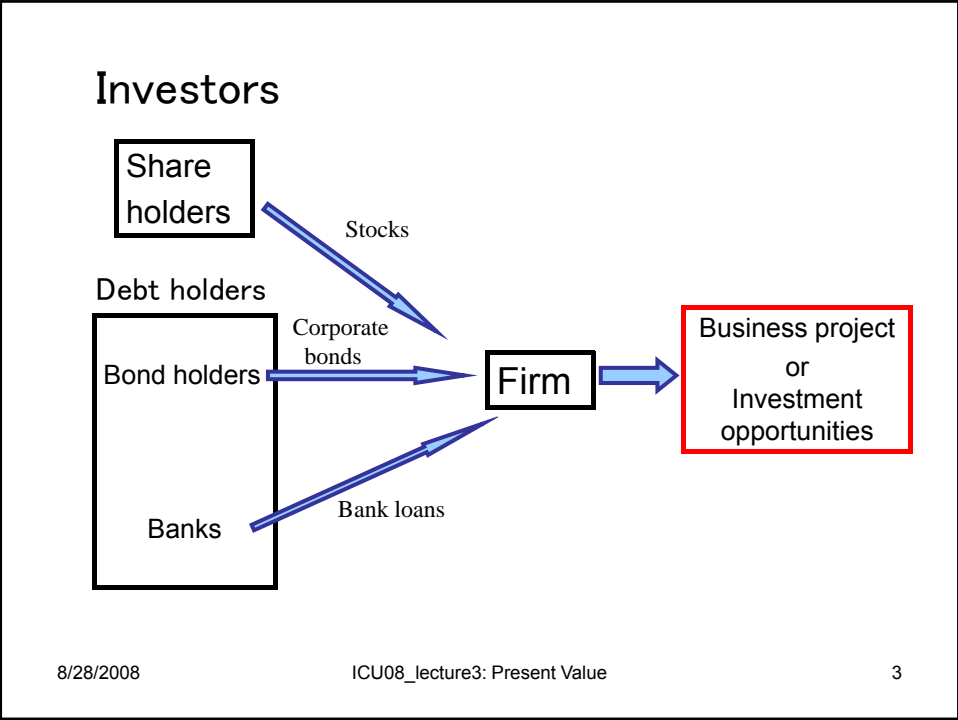 Investors
Share
holders
Stocks
Debt holders
Corporate
bonds
Bond holders
Firm
Business project
or
Investment
opportunities
Banks
Bank loans
8/28/2008
ICU08_lecture3: Present Value
3